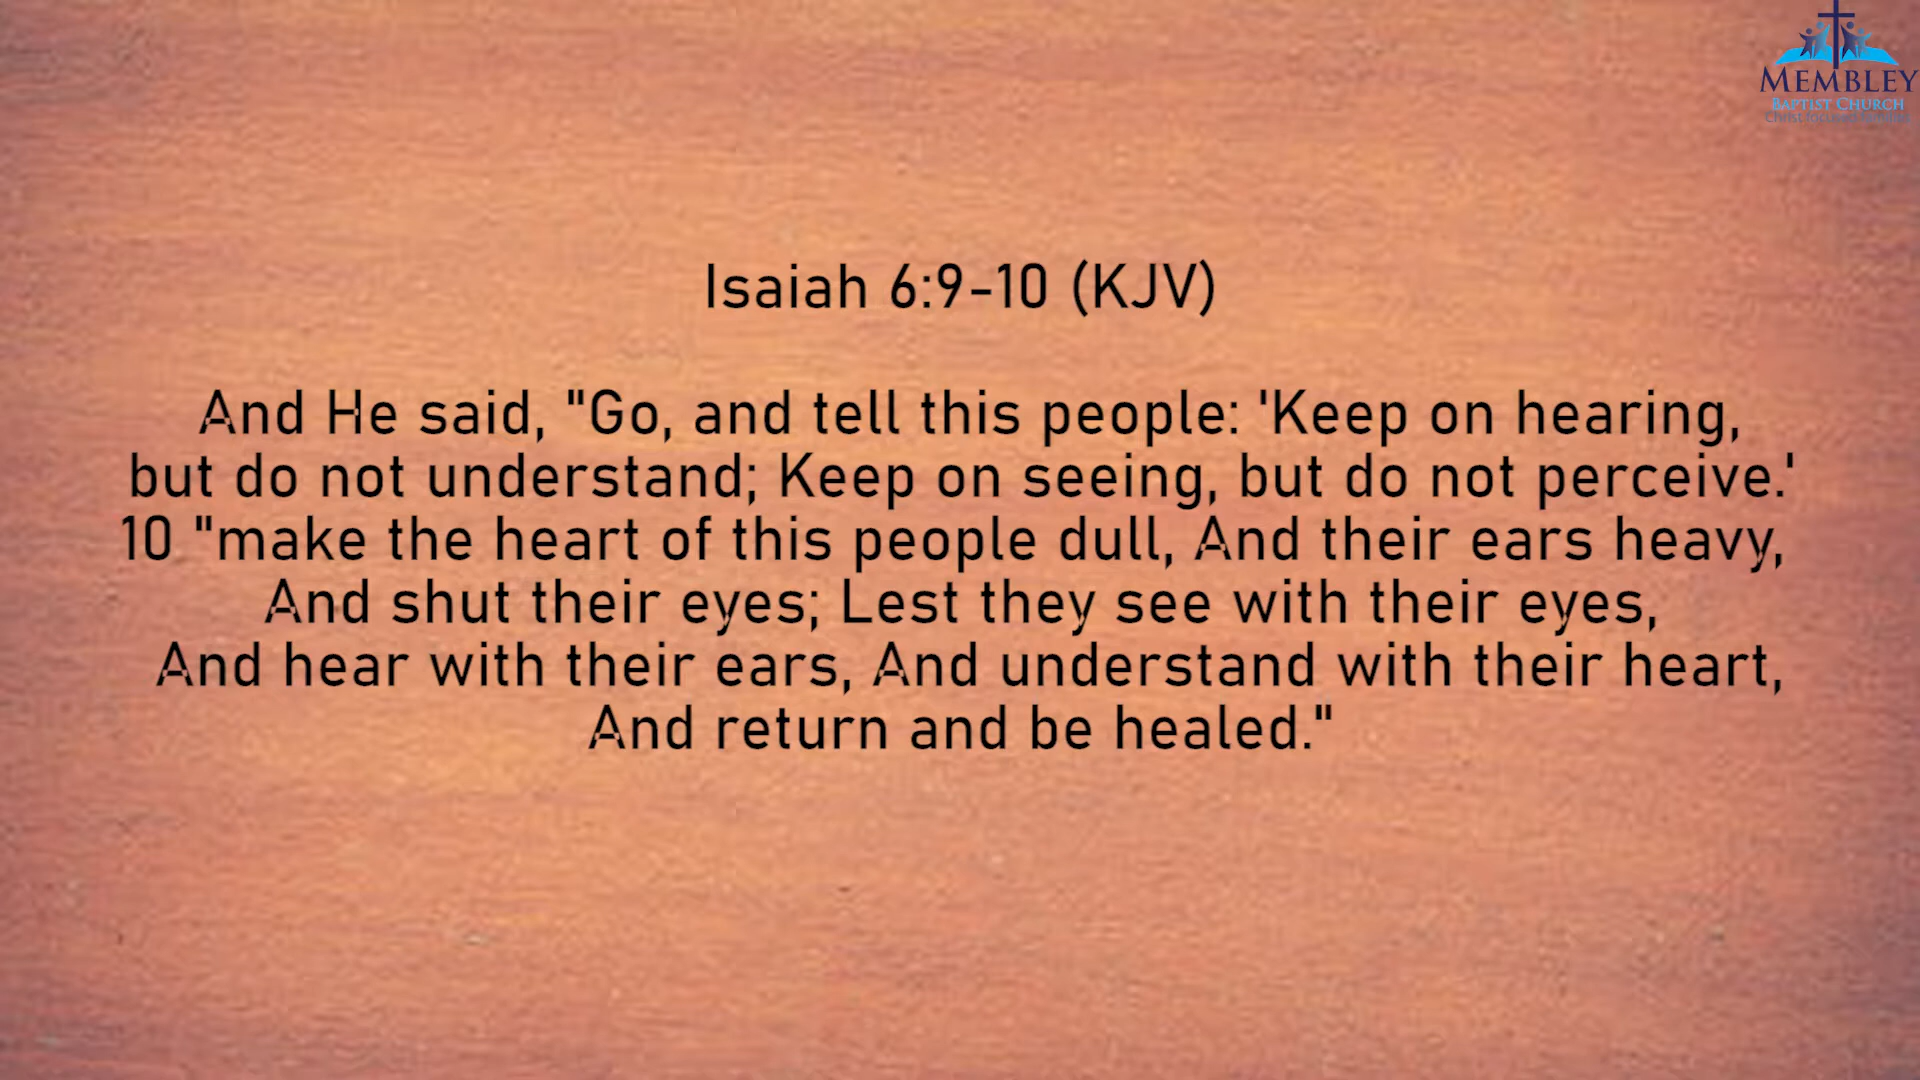 MEMBLEY
BAPTIST CHURCH
Isaiah 6:9-10 (KJV)
And He said, "Go, and tell this people: 'Keep on hearing,
but do not understand; Keep on seeing, but do not perceive.'
10 "make the heart of this people dull, And their ears heavy,
And shut their eyes; Lest they see with their eyes,
And hear with their ears, And understand with their heart,
And return and be healed."